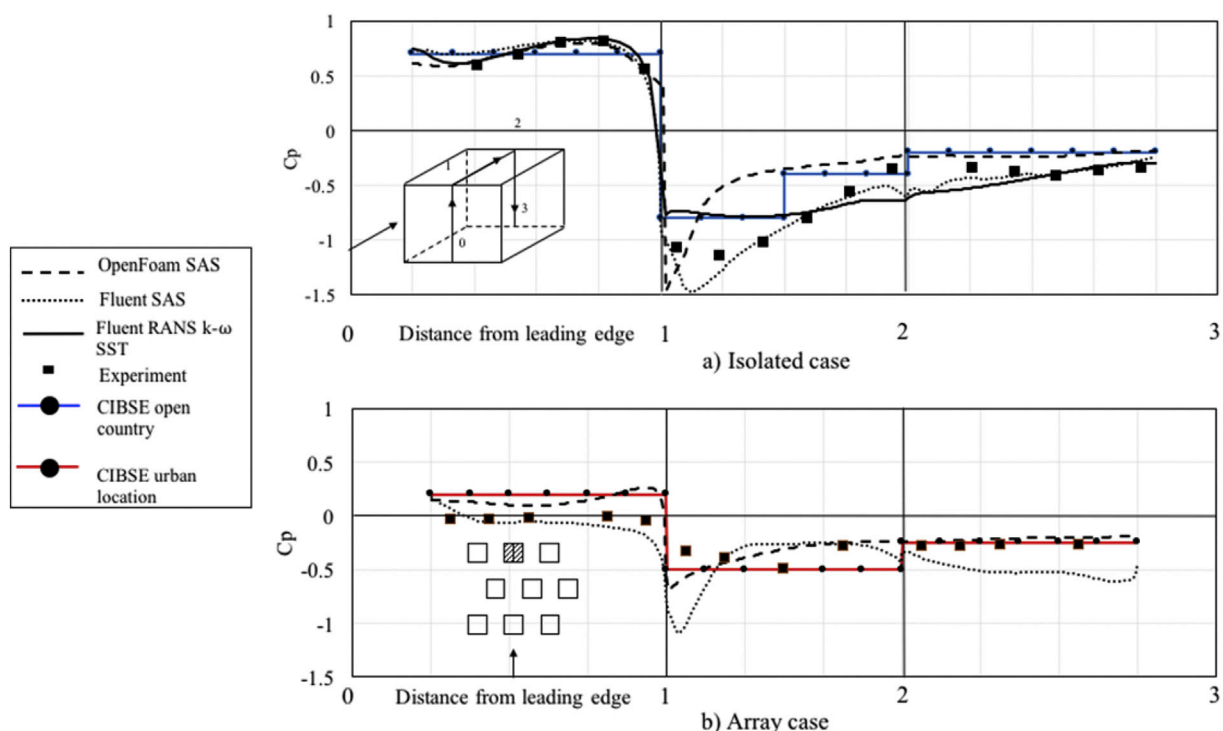 OpenFoam SAS
Fluent SAS
Fluent RANS k-ω
SST
Experiment
CIBSE open
country
CIBSE urban
location
1
0.5
0
-0.5
-1
-1.5
Cp
1
2
3
0
0
Distance from leading edge
1
2
3
a) Isolated case
1
0.5
0
-0.5
-1
-1.5
Cp
0
Distance from leading edge
1
2
3
b) Array case